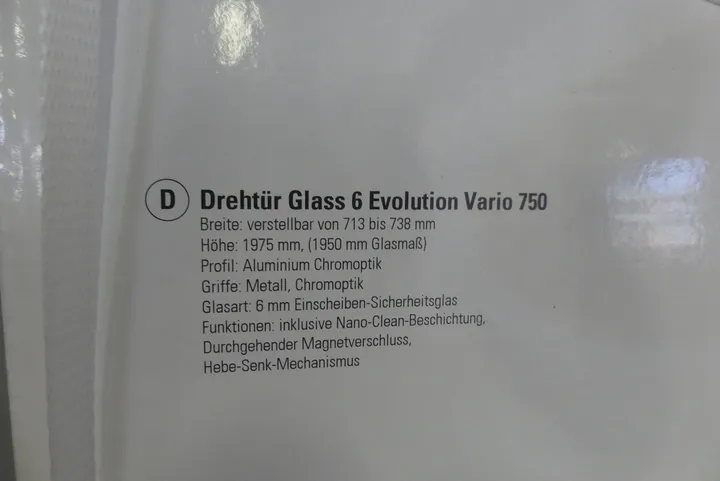 D Drehtür Glass 6 Evolution Vario 750
Breite: verstellbar von 713 bis 738 mm
Höhe: 1975 mm, (1950 mm Glasmaß)
Profil: Aluminium Chromoptik
Griffe: Metall, Chromoptik
Glasart: 6 mm Einscheiben-Sicherheitsglas
Funktionen: inklusive Nano-Clean-Beschichtung,
Durchgehender Magnetverschluss,
Hebe-Senk-Mechanismus